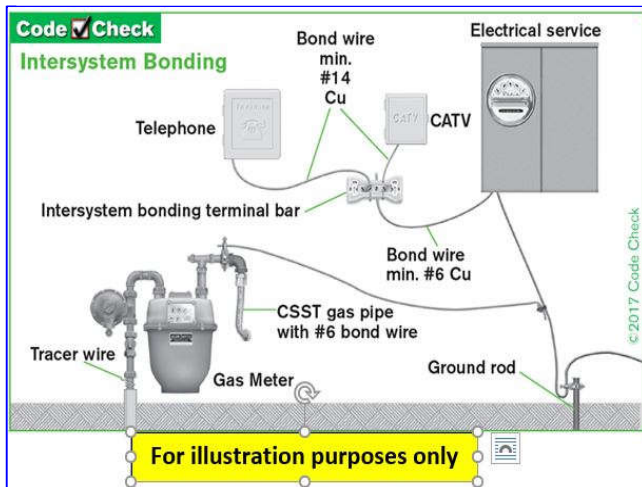 Code Check
Intersystem Bonding
Bond wire
min.
#14
Cu
Electrical service
Telephone
CATV
CATV
Intersystem bonding terminal bar
Bond wire
min. #6 Cu
CSST gas pipe
with #6 bond wire
Tracer wire
Gas Meter
Ground rod
© 2017 Code Check
For illustration purposes only